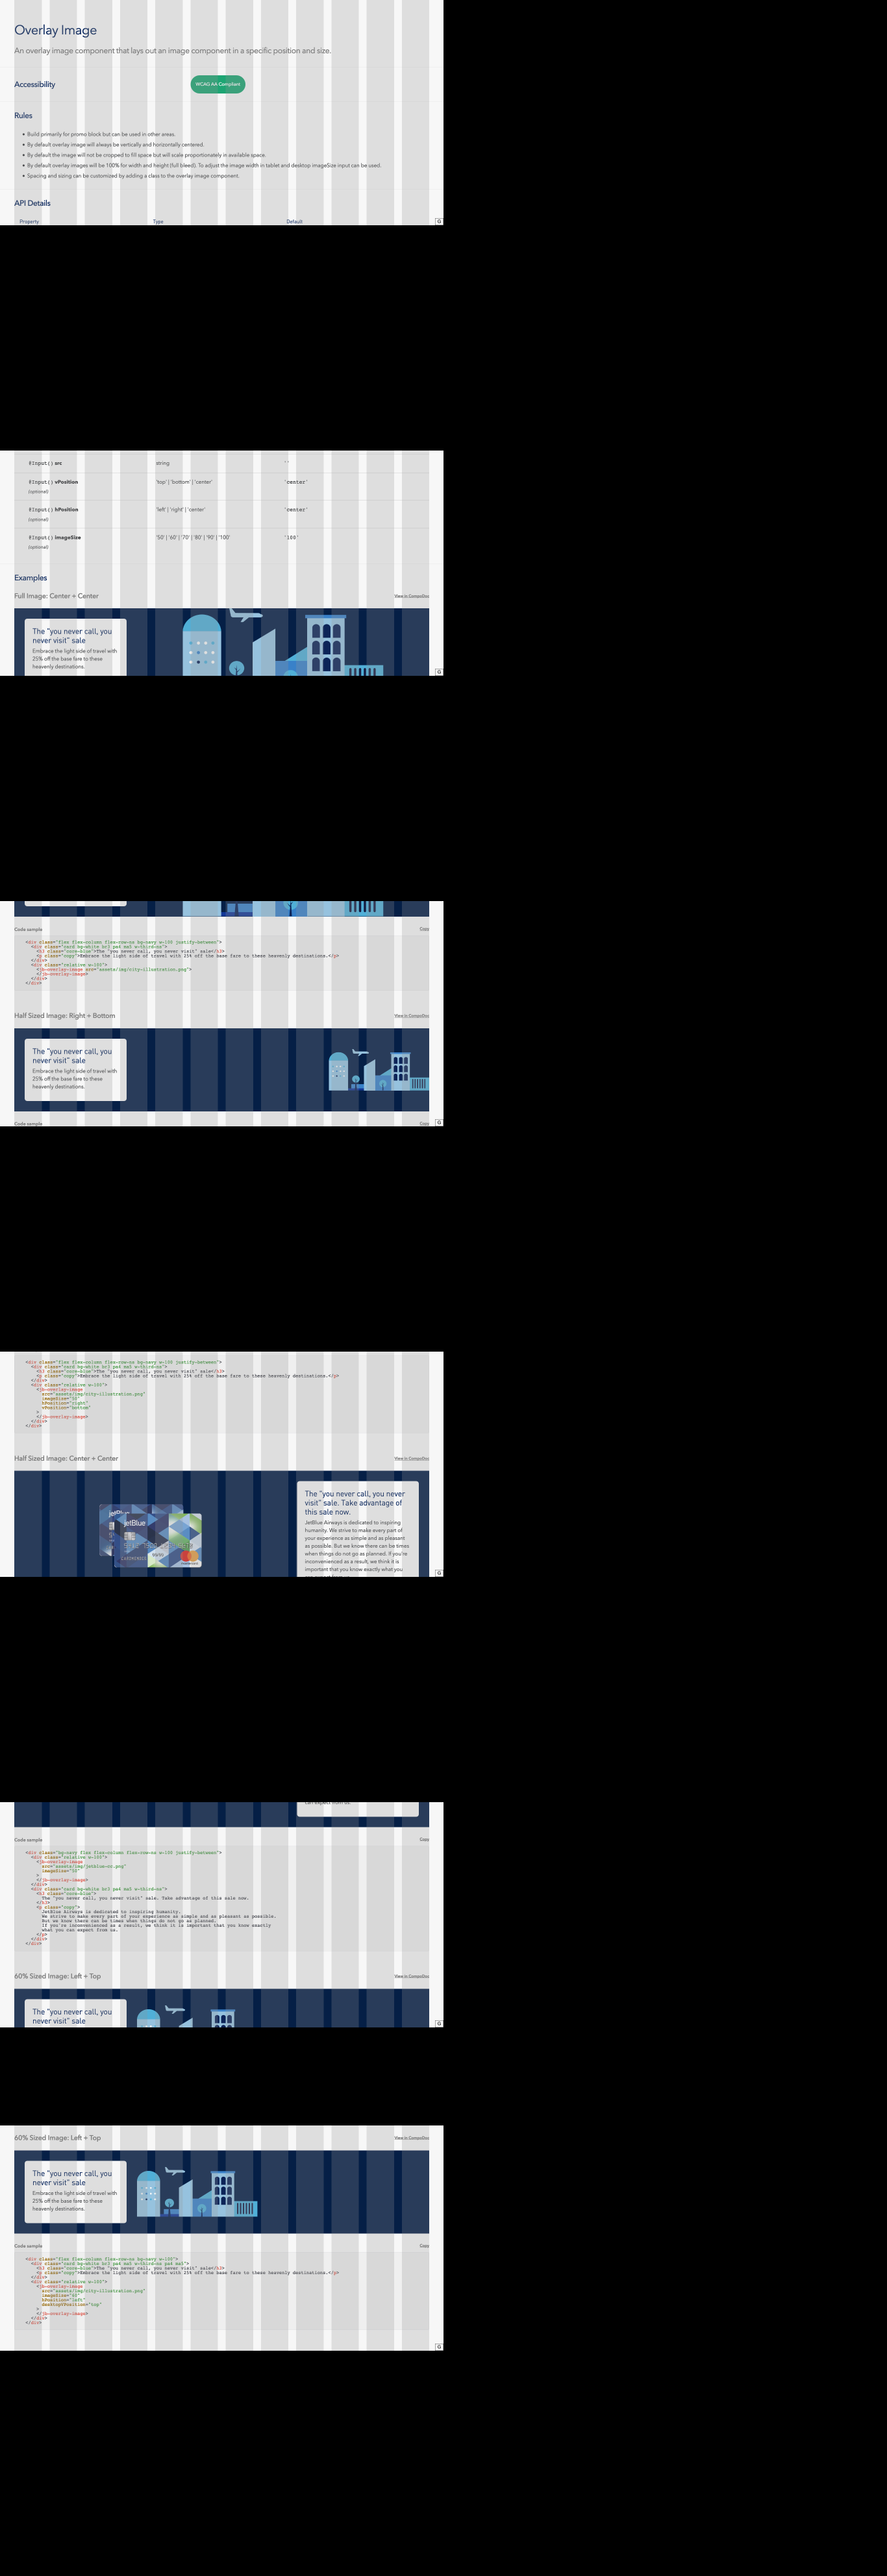 Overlay Image
An overlay image component that lays out an image component in a specific position and size.
Accessibility
WCAG AA Compliant
Rules
• Build primarily for promo block but can be used in other areas.
• By default overlay image will always be vertically and horizontally centered.
• By default the image will not be cropped to fill space but will scale proportionately in available space.
• By default overlay images will be 100% for width and height (full bleed). To adjust the image width in tablet and desktop imageSize input can be used.
• Spacing and sizing can be customized by adding a class to the overlay image component.
API Details
Property Type Default
G
@Input() src string ''
@Input() vPosition 'top' | 'bottom' | 'center' 'center'
(optional)
@Input() hPosition 'left' | 'right' | 'center' 'center'
(optional)
@Input() imageSize '50' | '60' | '70' | '80' | '90' | '100' '100'
(optional)
Examples
Full Image: Center + Center View in CompoDoc
The "you never call, you
never visit" sale
Embrace the light side of travel with
25% off the base fare to these
heavenly destinations.
G
Code sample Copy
<div class="flex flex-column flex-row-ns bg-navy w-100 justify-between">
<div class="card bg-white br3 pa4 ma5 w-third-ns">
<h3 class="core-blue">The "you never call, you never visit" sale</h3>
<p class="copy">Embrace the light side of travel with 25% off the base fare to these heavenly destinations.</p>
</div>
<div class="relative w-100">
<jb-overlay-image src="assets/img/city-illustration.png">
</jb-overlay-image>
</div>
</div>
Half Sized Image: Right + Bottom View in CompoDoc
The "you never call, you
never visit" sale
Embrace the light side of travel with
25% off the base fare to these
heavenly destinations.
Code sample Copy
G
<div class="flex flex-column flex-row-ns bg-navy w-100 justify-between">
<div class="card bg-white br3 pa4 ma5 w-third-ns">
<h3 class="core-blue">The "you never call, you never visit" sale</h3>
<p class="copy">Embrace the light side of travel with 25% off the base fare to these heavenly destinations.</p>
</div>
<div class="relative w-100">
<jb-overlay-image
src="assets/img/city-illustration.png"
imageSize="50"
hPosition="right"
vPosition="bottom"
>
</jb-overlay-image>
</div>
</div>
Half Sized Image: Center + Center View in CompoDoc
jetBlue
The "you never call, you never
visit" sale. Take advantage of
this sale now.
JetBlue Airways is dedicated to inspiring
humanity. We strive to make every part of
your experience as simple and as pleasant
as possible. But we know there can be times
when things do not go as planned. If you're
inconvenienced as a result, we think it is
important that you know exactly what you
can expect from us.
G
Code sample Copy
<div class="bg-navy flex flex-column flex-row-ns w-100 justify-between">
<div class="relative w-100">
<jb-overlay-image
src="assets/img/jetblue-cc.png"
imageSize="50"
>
</jb-overlay-image>
</div>
<div class="card bg-white br3 pa4 ma5 w-third-ns">
<h3 class="core-blue">
The "you never call, you never visit" sale. Take advantage of this sale now.
</h3>
<p class="copy">
JetBlue Airways is dedicated to inspiring humanity.
We strive to make every part of your experience as simple and as pleasant as possible.
But we know there can be times when things do not go as planned.
If you're inconvenienced as a result, we think it is important that you know exactly
what you can expect from us.
</p>
</div>
</div>
60% Sized Image: Left + Top View in CompoDoc
The "you never call, you
never visit" sale
G
60% Sized Image: Left + Top View in CompoDoc
The "you never call, you
never visit" sale
Embrace the light side of travel with
25% off the base fare to these
heavenly destinations.
Code sample Copy
<div class="flex flex-column flex-row-ns bg-navy w-100">
<div class="card bg-white br3 pa4 ma5 w-third-ns pa4 ma5">
<h3 class="core-blue">The "you never call, you never visit" sale</h3>
<p class="copy">Embrace the light side of travel with 25% off the base fare to these heavenly destinations.</p>
</div>
<div class="relative w-100">
<jb-overlay-image
src="assets/img/city-illustration.png"
imageSize="60"
hPosition="left"
desktopVPosition="top"
>
</jb-overlay-image>
</div>
</div>
G